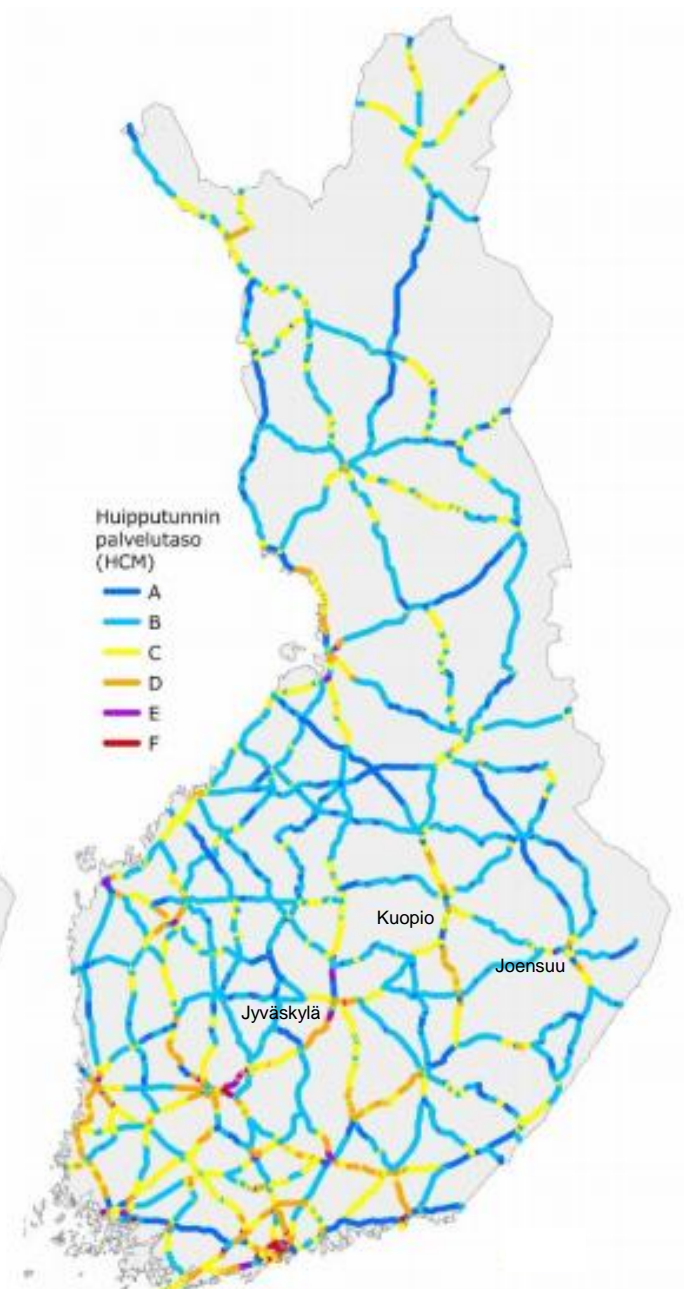 Huipputunnin
palvelutaso
(HCM)
A
B
C
D
E
F
Kuopio
Joensuu
Jyväskylä